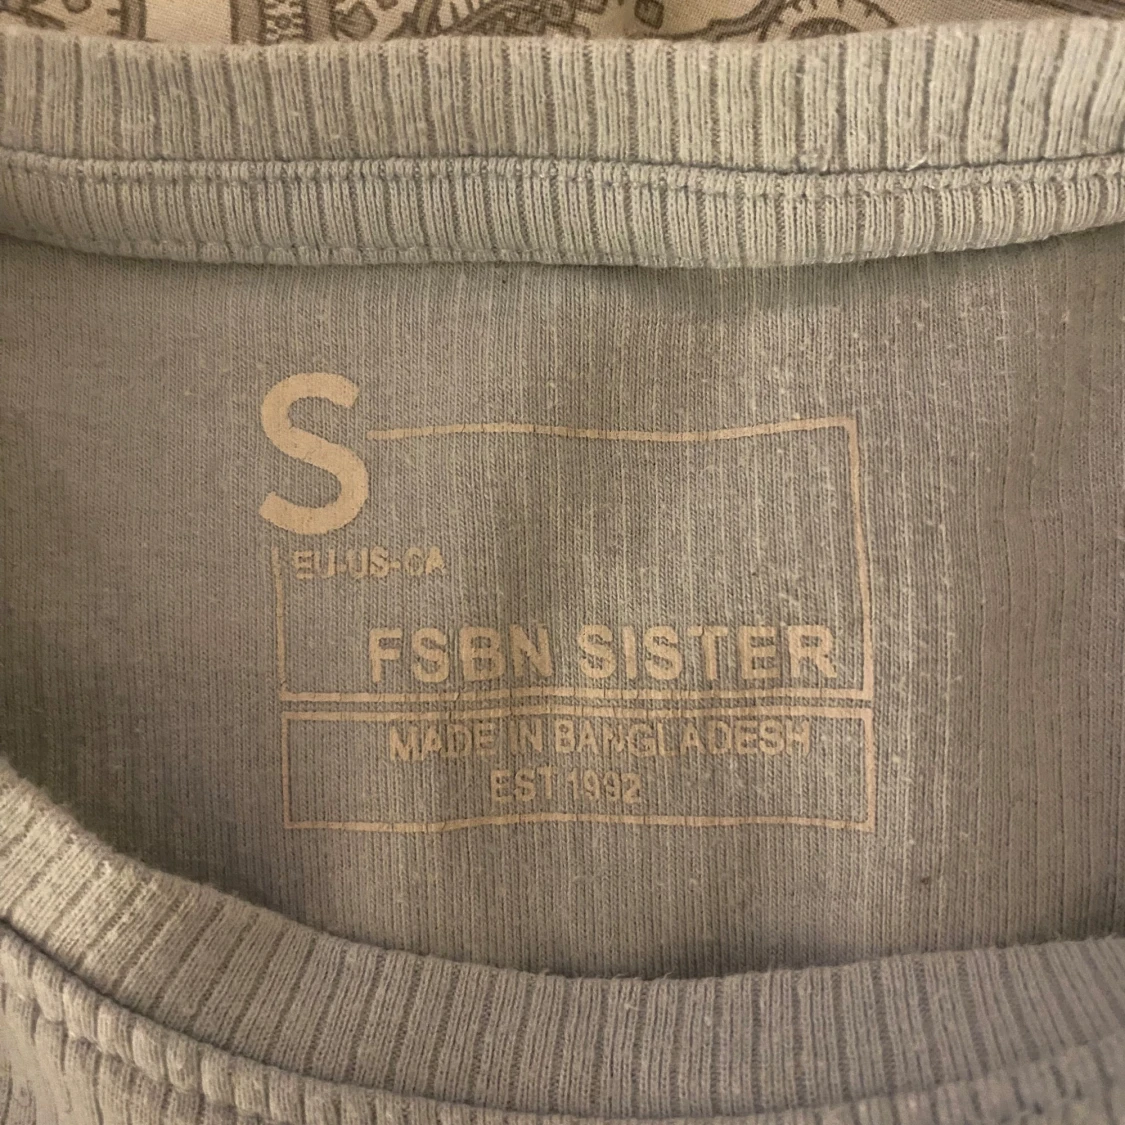 S
EU-US-CA
FSBN SISTER
MADE IN BANGLADESH
EST 1992